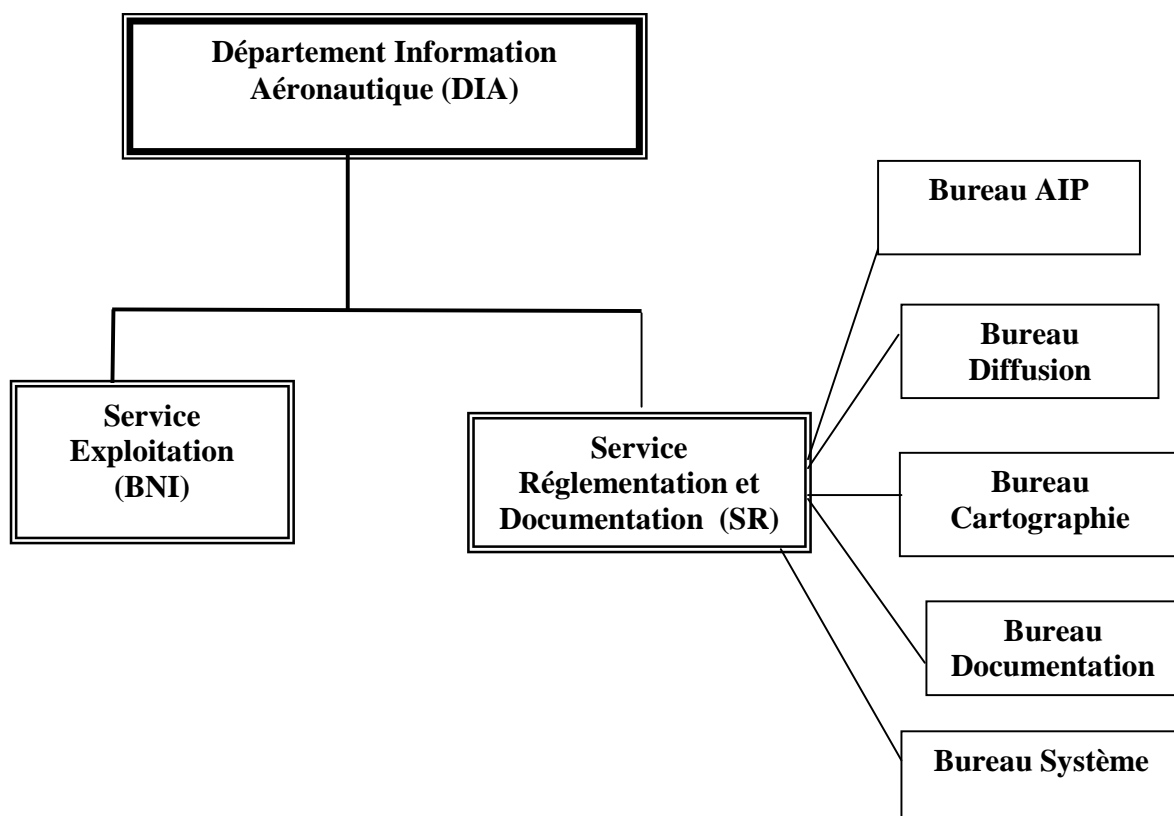 Département Information
Aéronautique (DIA)
Bureau AIP
Bureau
Diffusion
Service
Exploitation
(BNI)
Service
Réglementation et
Documentation (SR)
Bureau
Cartographie
Bureau
Documentation
Bureau Système